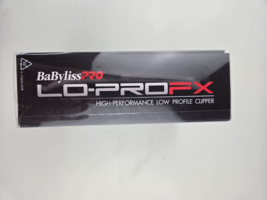 BaBylissPRO
LO-PROFX
HIGH-PERFORMANCE LOW PROFILE CLIPPER